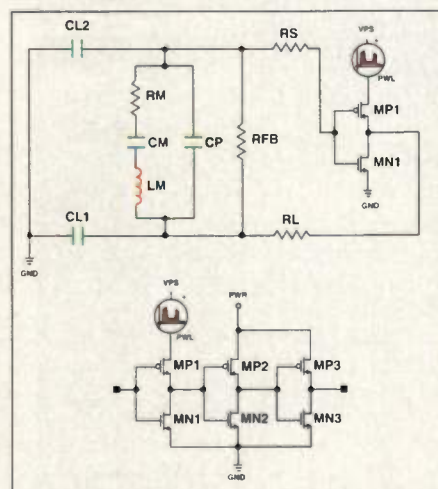 CL2
RS
VPS
PWL
RM
MP1
CM
CP
RFB
MN1
LM
GND
CL1
RL
GND
VPS
PWR
PWL
MP1
MP2
MP3
MN1
MN2
MN3
GND